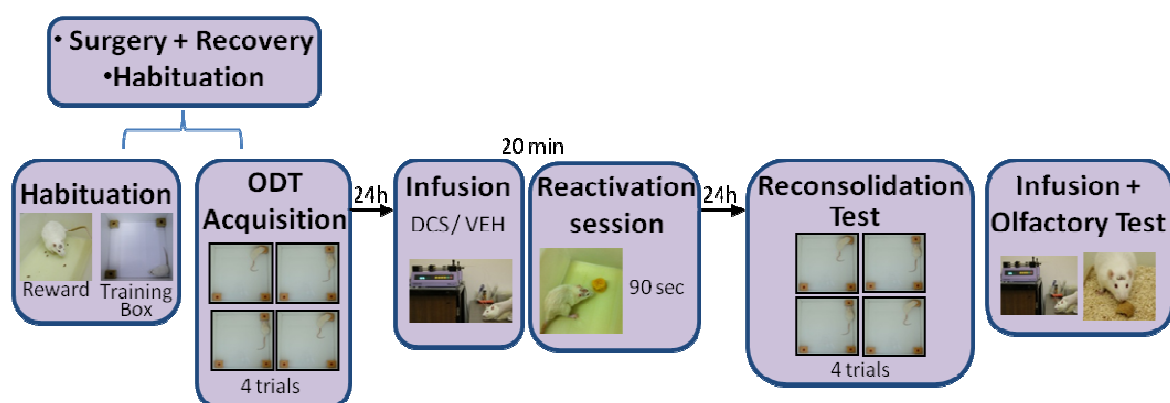 • Surgery + Recovery
•Habituation
Habituation
Reward
Training
Box
ODT
Acquisition
4 trials
24h
Infusion
DCS/ VEH
20 min
Reactivation
session
90 sec
24h
Reconsolidation
Test
4 trials
Infusion +
Olfactory Test